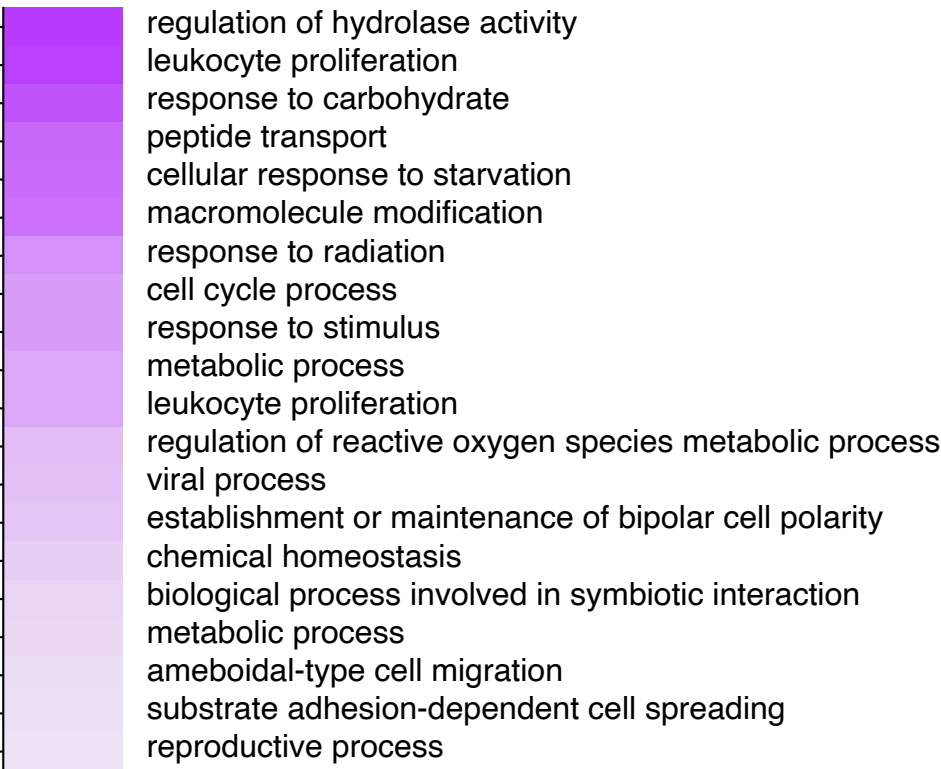 regulation of hydrolase activity
leukocyte proliferation
response to carbohydrate
peptide transport
cellular response to starvation
macromolecule modification
response to radiation
cell cycle process
response to stimulus
metabolic process
leukocyte proliferation
regulation of reactive oxygen species metabolic process
viral process
establishment or maintenance of bipolar cell polarity
chemical homeostasis
biological process involved in symbiotic interaction
metabolic process
ameboidal-type cell migration
substrate adhesion-dependent cell spreading
reproductive process